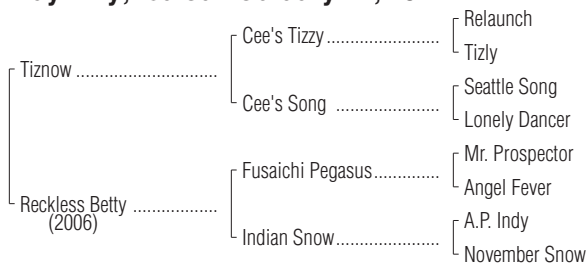 Relaunch
Cee's Tizzy ........................
Tizly
Tiznow ..............................
Seattle Song
Cee's Song ......................
Lonely Dancer
Mr. Prospector
Fusaichi Pegasus..............
Angel Fever
Reckless Betty ..................
(2006)
A.P. Indy
Indian Snow......................
November Snow